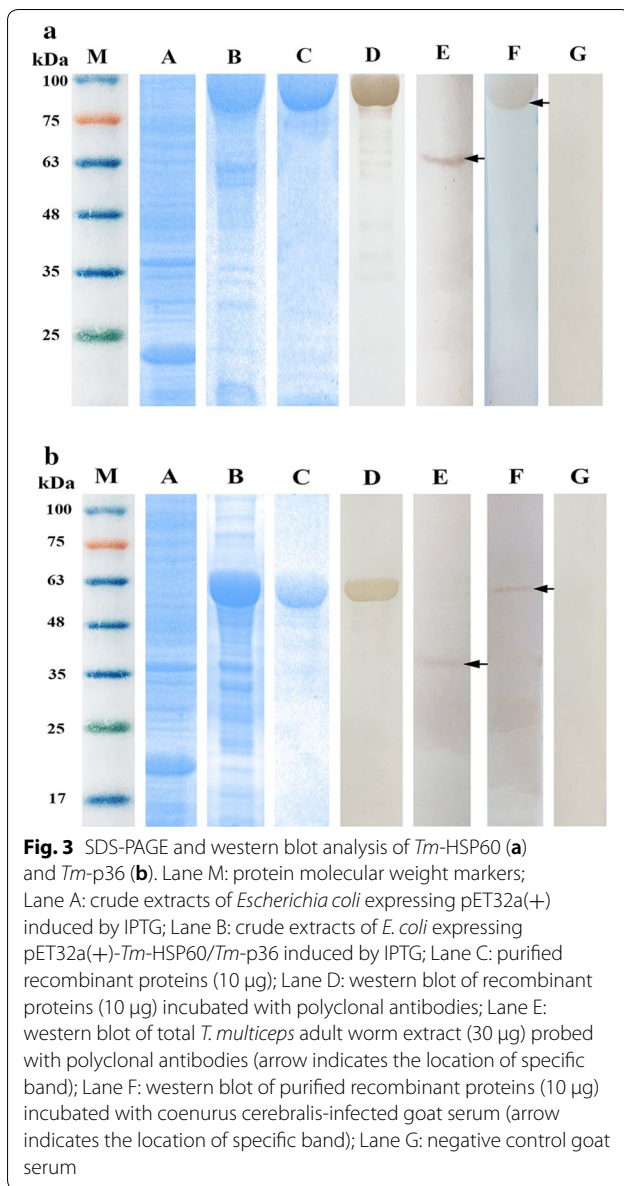 a
kDa M A B C D E F G
100
75
63
48
35
25
b
kDa M A B C D E F G
100
75
63
48
35
25
17
Fig. 3 SDS-PAGE and western blot analysis of Tm-HSP60 (a)
and Tm-p36 (b). Lane M: protein molecular weight markers;
Lane A: crude extracts of Escherichia coli expressing pET32a(+)
induced by IPTG; Lane B: crude extracts of E. coli expressing
pET32a(+)-Tm-HSP60/Tm-p36 induced by IPTG; Lane C: purified
recombinant proteins (10 μg); Lane D: western blot of recombinant
proteins (10 μg) incubated with polyclonal antibodies; Lane E:
western blot of total T. multiceps adult worm extract (30 μg) probed
with polyclonal antibodies (arrow indicates the location of specific
band); Lane F: western blot of purified recombinant proteins (10 μg)
incubated with coenurus cerebralis-infected goat serum (arrow
indicates the location of specific band); Lane G: negative control goat
serum